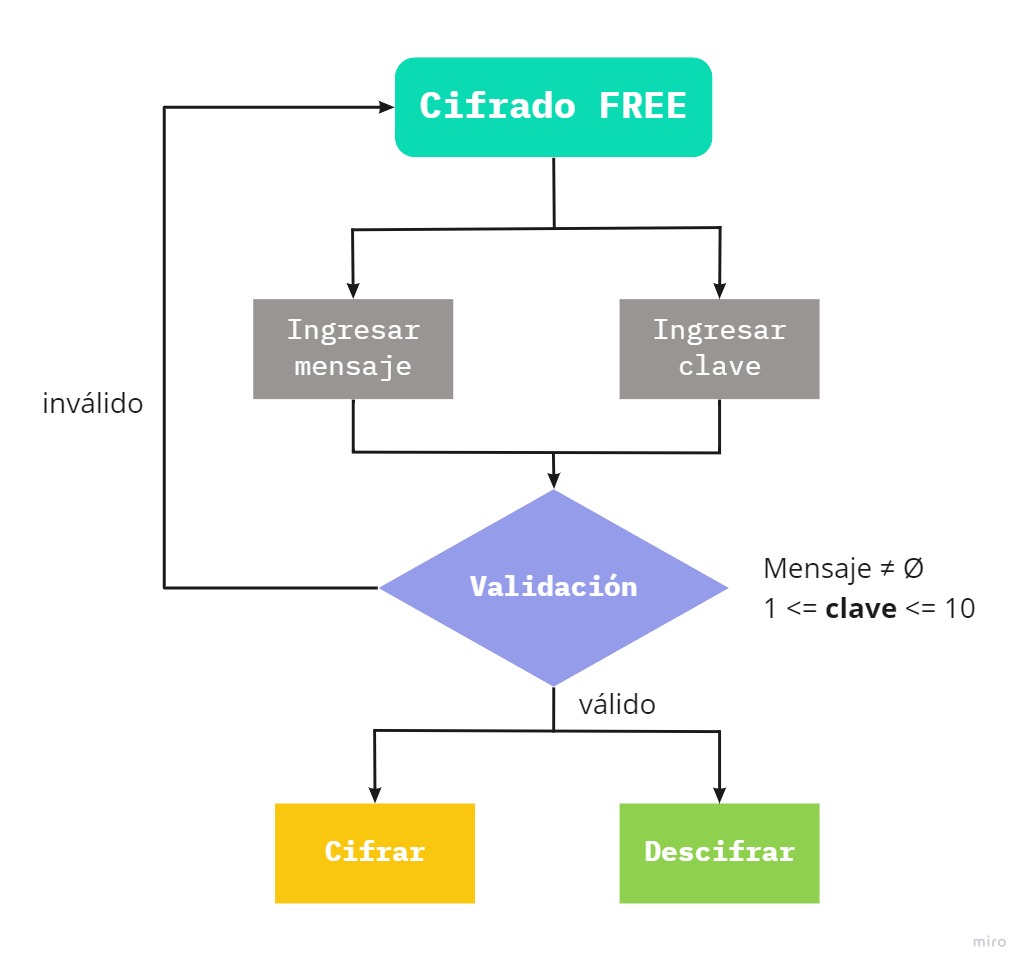 Cifrado FREE
Ingresar
mensaje
Ingresar
clave
inválido
Validación
Mensaje ≠ Ø
1 <= clave <= 10
válido
Cifrar
Descifrar
miro